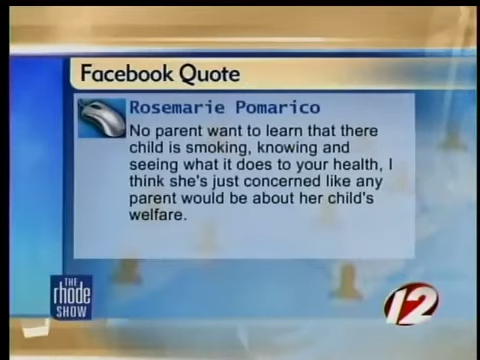 Facebook Quote
Rosemarie Pomarico
No parent want to learn that there
child is smoking, knowing and
seeing what it does to your health, I
think she's just concerned like any
parent would be about her child's
welfare.
THE
rhode
SHOW
12